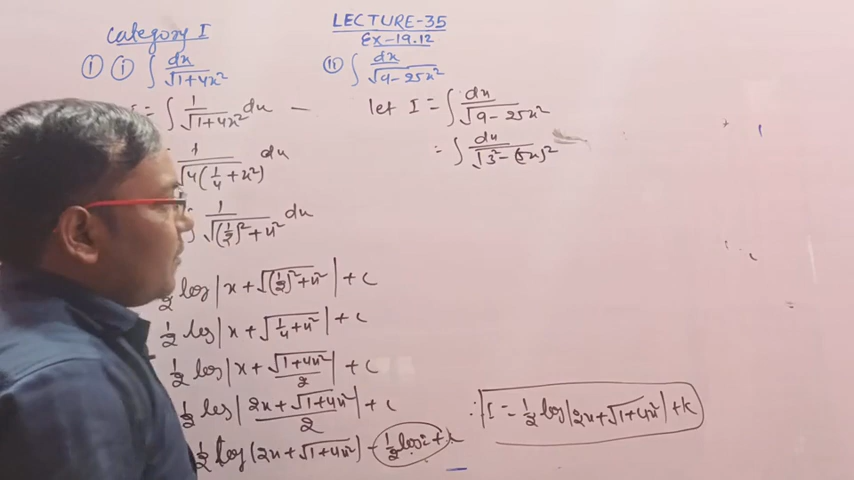 Category I
LECTURE-35
Ex-19.12
① ⓘ ∫ dx/√1+4x²
ⓘⓘ ∫ dx/√9-25x²
I = ∫ 1/√1+4x² dx
1/√4(1/4+x²) dx
1/√(1/2)²+x² dx
1/2 log|x+√(1/2)²+x²|+c
1/2 log|x+√1/4+x²|+c
1/2 log|x+√1+4x²/2|+c
1/2 log|2x+√1+4x²/2|+c
1/2 log(2x+√1+4x²) - 1/2 log2+c
let I = ∫ dx/√9-25x²
= ∫ dx/√3²-(5x)²
∴ I = 1/2 log|2x+√1+4x²|+k